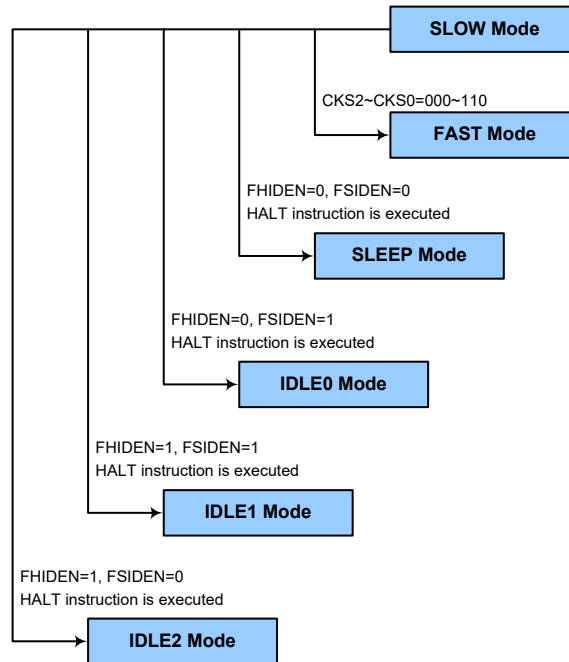 SLOW Mode
CKS2~CKS0=000~110
FAST Mode
FHIDEN=0, FSIDEN=0
HALT instruction is executed
SLEEP Mode
FHIDEN=0, FSIDEN=1
HALT instruction is executed
IDLE0 Mode
FHIDEN=1, FSIDEN=1
HALT instruction is executed
IDLE1 Mode
FHIDEN=1, FSIDEN=0
HALT instruction is executed
IDLE2 Mode